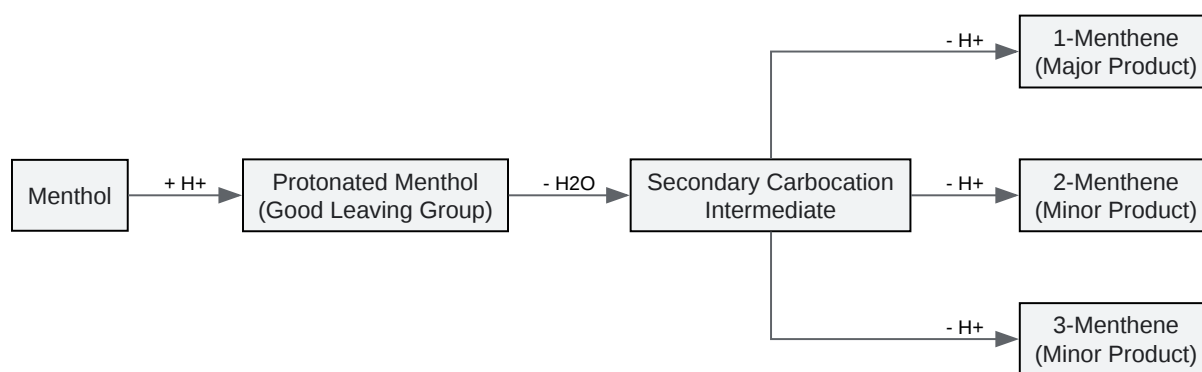 - H+
1-Menthene
(Major Product)
Menthol
+ H+
Protonated Menthol
(Good Leaving Group)
- H2O
Secondary Carbocation
Intermediate
- H+
2-Menthene
(Minor Product)
- H+
3-Menthene
(Minor Product)